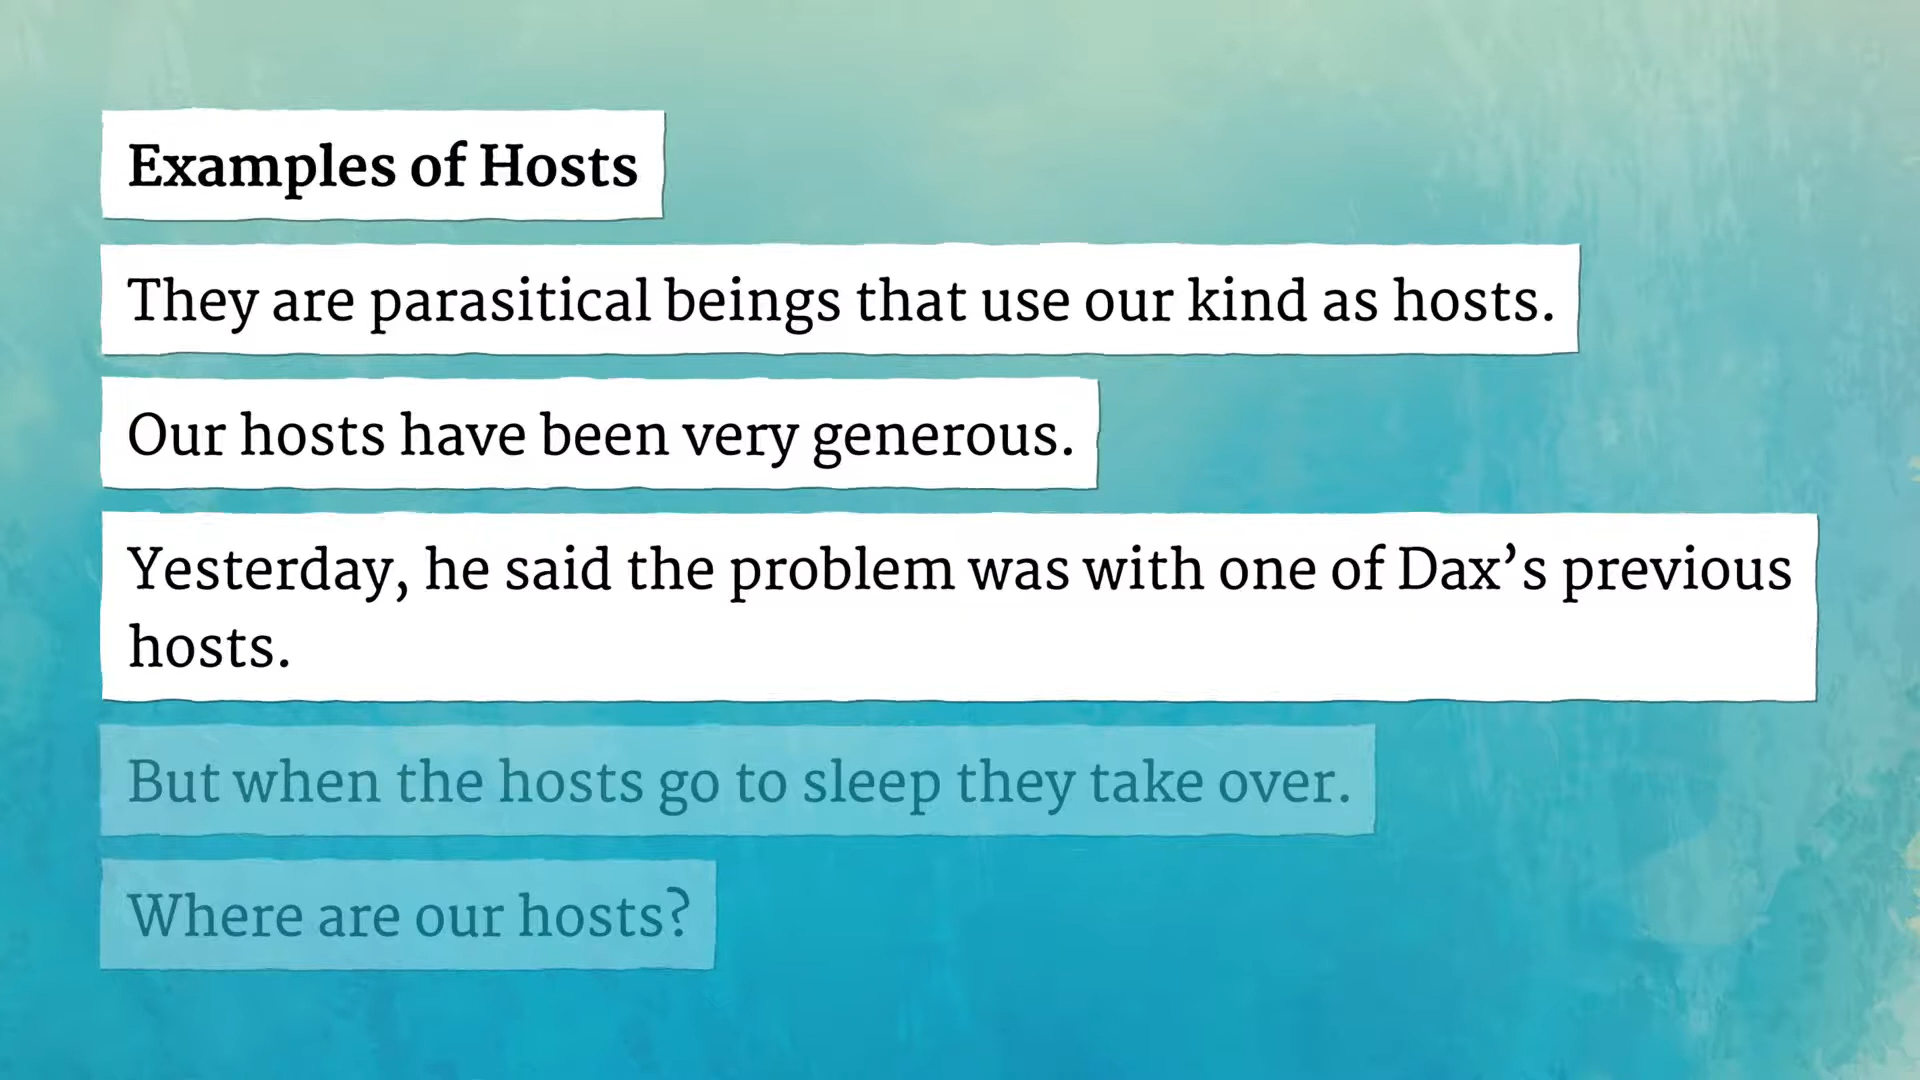 Examples of Hosts
They are parasitical beings that use our kind as hosts.
Our hosts have been very generous.
Yesterday, he said the problem was with one of Dax’s previous
hosts.
But when the hosts go to sleep they take over.
Where are our hosts?